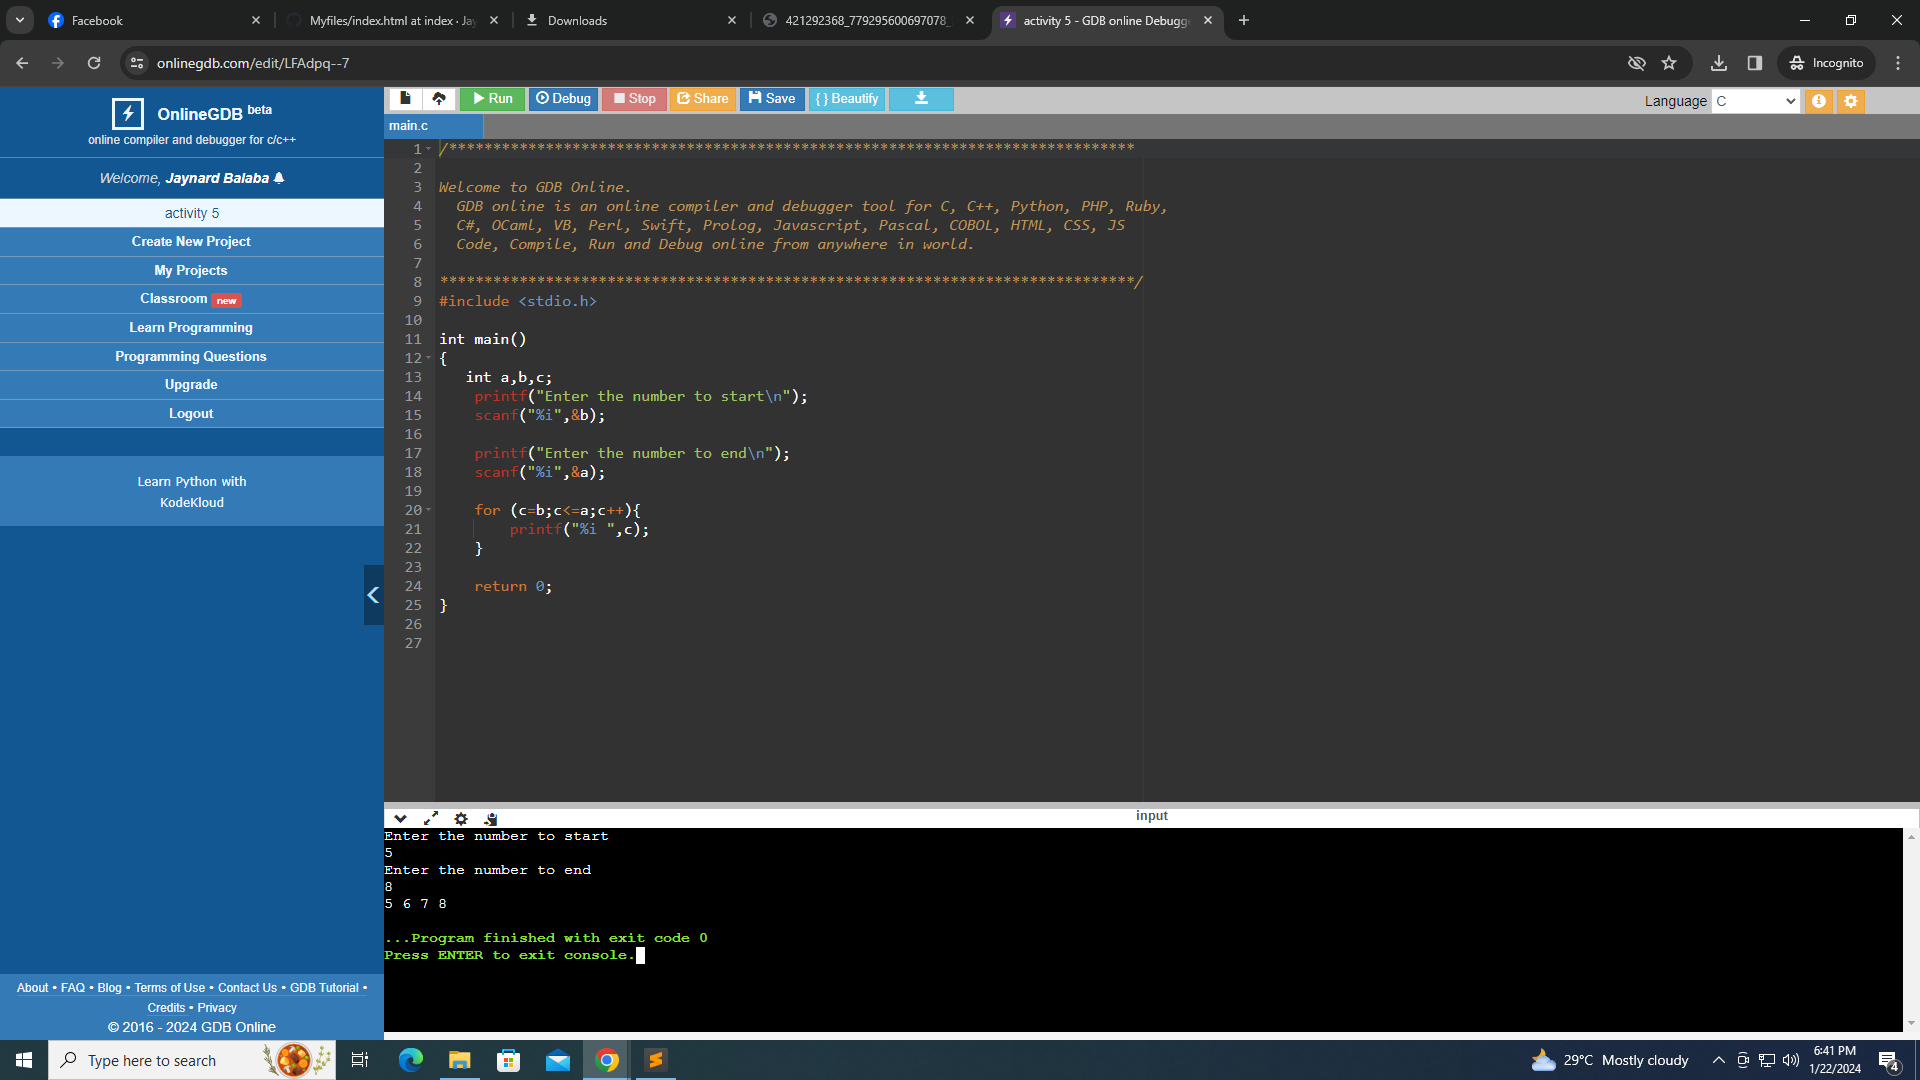 Facebook
Myfiles/index.html at index · Jay
Downloads
421292368_779295600697078_
activity 5 - GDB online Debugge
onlinegdb.com/edit/LFAdpq--7
Incognito
OnlineGDB beta
online compiler and debugger for c/c++
Welcome, Jaynard Balaba
activity 5
Create New Project
My Projects
Classroom new
Learn Programming
Programming Questions
Upgrade
Logout
Learn Python with
KodeKloud
About • FAQ • Blog • Terms of Use • Contact Us • GDB Tutorial •
Credits • Privacy
© 2016 - 2024 GDB Online
Run
Debug
Stop
Share
Save
{ } Beautify
Language C
main.c
1 /******************************************************************************
2
3 Welcome to GDB Online.
4 GDB online is an online compiler and debugger tool for C, C++, Python, PHP, Ruby,
5 C#, OCaml, VB, Perl, Swift, Prolog, Javascript, Pascal, COBOL, HTML, CSS, JS
6 Code, Compile, Run and Debug online from anywhere in world.
7
8 *******************************************************************************/
9 #include <stdio.h>
10
11 int main()
12 {
13 int a,b,c;
14 printf("Enter the number to start\n");
15 scanf("%i",&b);
16
17 printf("Enter the number to end\n");
18 scanf("%i",&a);
19
20 for (c=b;c<=a;c++){
21 printf("%i ",c);
22 }
23
24 return 0;
25 }
26
27
input
Enter the number to start
5
Enter the number to end
8
5 6 7 8
...Program finished with exit code 0
Press ENTER to exit console.
Type here to search
29°C Mostly cloudy
6:41 PM
1/22/2024
4